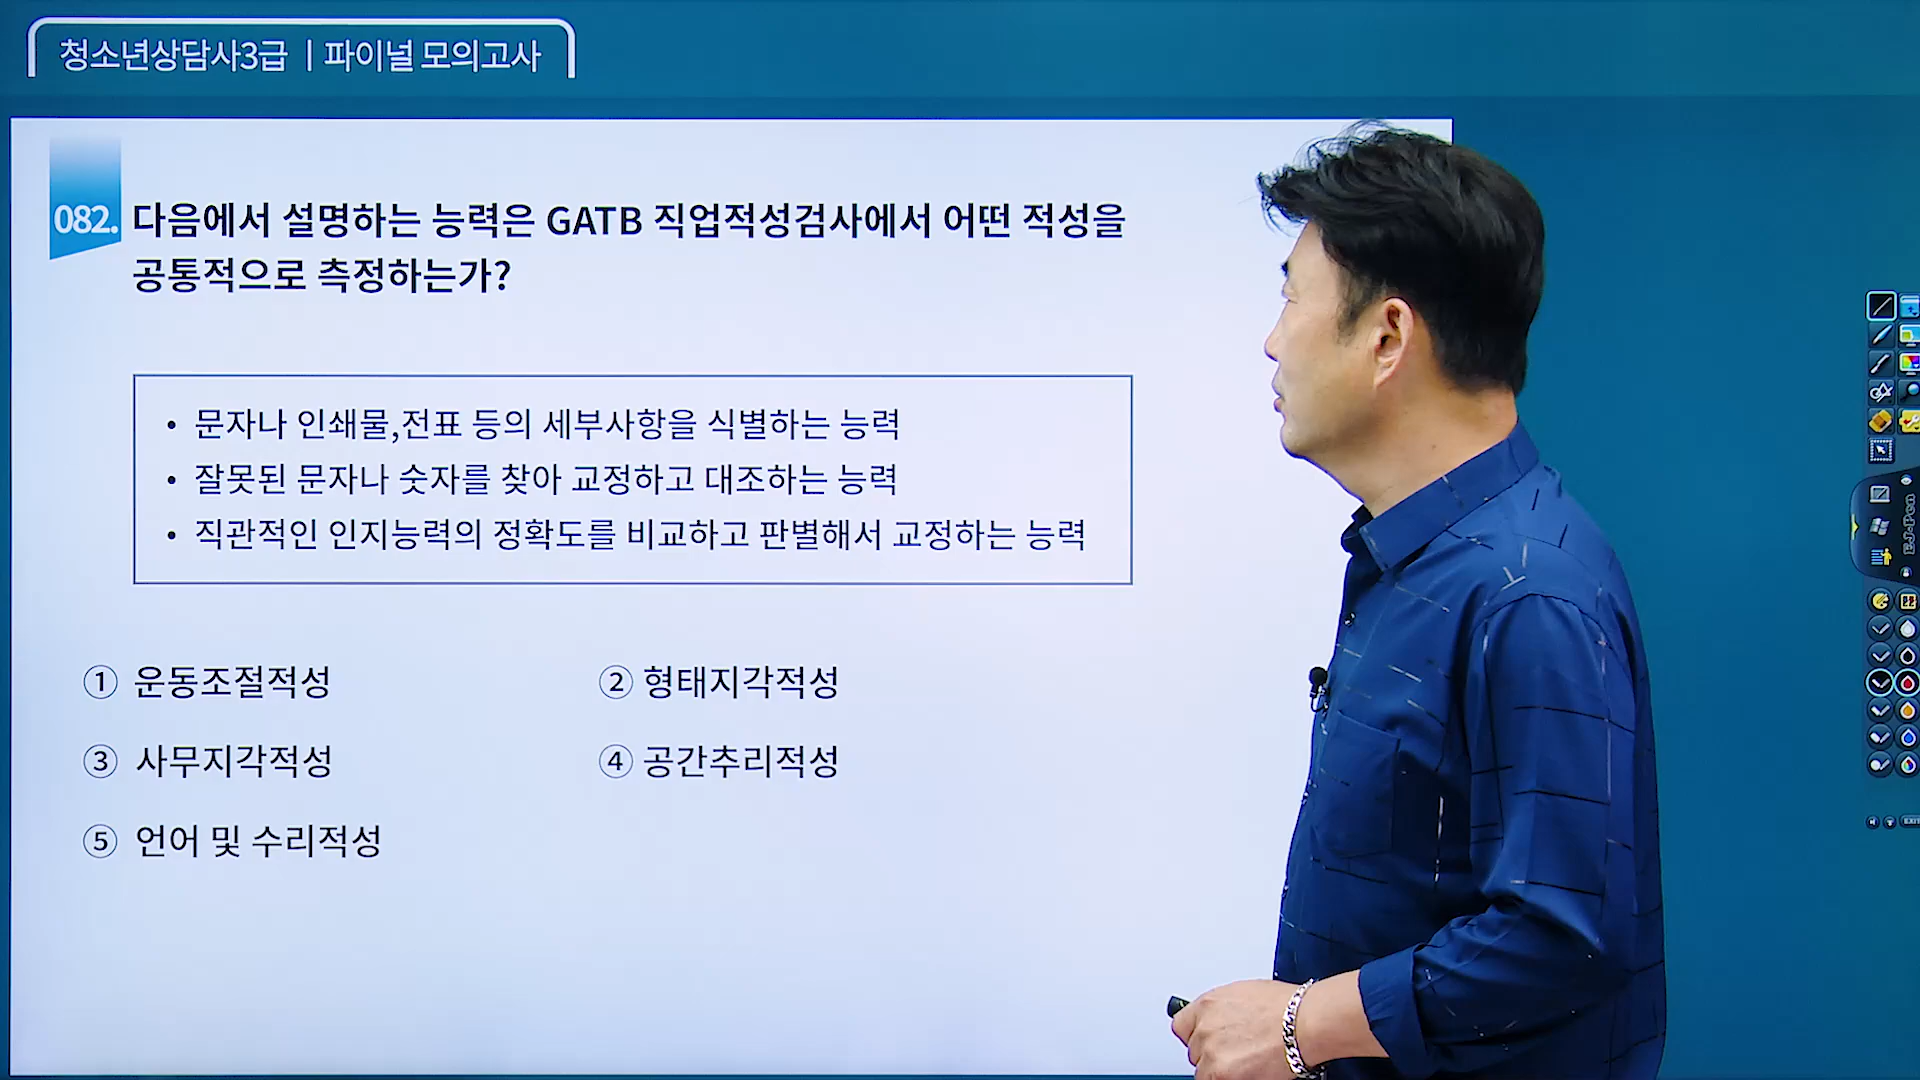 청소년상담사3급 | 파이널 모의고사
082. 다음에서 설명하는 능력은 GATB 직업적성검사에서 어떤 적성을
공통적으로 측정하는가?
• 문자나 인쇄물,전표 등의 세부사항을 식별하는 능력
• 잘못된 문자나 숫자를 찾아 교정하고 대조하는 능력
• 직관적인 인지능력의 정확도를 비교하고 판별해서 교정하는 능력
① 운동조절적성
② 형태지각적성
③ 사무지각적성
④ 공간추리적성
⑤ 언어 및 수리적성
EXIT